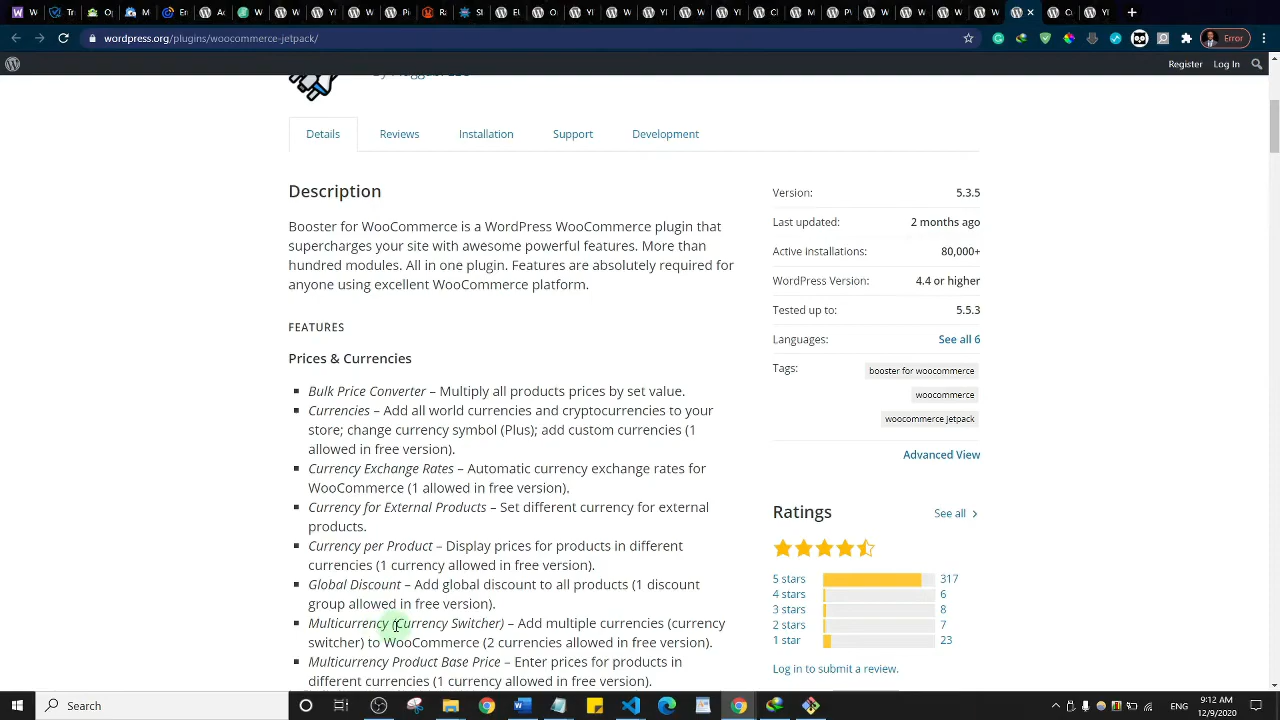 wordpress.org/plugins/woocommerce-jetpack/
Error
Register
Log In
Details
Reviews
Installation
Support
Development
Description
Booster for WooCommerce is a WordPress WooCommerce plugin that
supercharges your site with awesome powerful features. More than
hundred modules. All in one plugin. Features are absolutely required for
anyone using excellent WooCommerce platform.
FEATURES
Prices & Currencies
Bulk Price Converter – Multiply all products prices by set value.
Currencies – Add all world currencies and cryptocurrencies to your
store; change currency symbol (Plus); add custom currencies (1
allowed in free version).
Currency Exchange Rates – Automatic currency exchange rates for
WooCommerce (1 allowed in free version).
Currency for External Products – Set different currency for external
products.
Currency per Product – Display prices for products in different
currencies (1 currency allowed in free version).
Global Discount – Add global discount to all products (1 discount
group allowed in free version).
Multicurrency (Currency Switcher) – Add multiple currencies (currency
switcher) to WooCommerce (2 currencies allowed in free version).
Multicurrency Product Base Price – Enter prices for products in
different currencies (1 currency allowed in free version).
Version: 5.3.5
Last updated: 2 months ago
Active installations: 80,000+
WordPress Version: 4.4 or higher
Tested up to: 5.5.3
Languages: See all 6
Tags: booster for woocommerce
woocommerce
woocommerce jetpack
Advanced View
Ratings
See all
5 stars 317
4 stars 6
3 stars 8
2 stars 7
1 star 23
Log in to submit a review.
Search
9:12 AM
12/9/2020